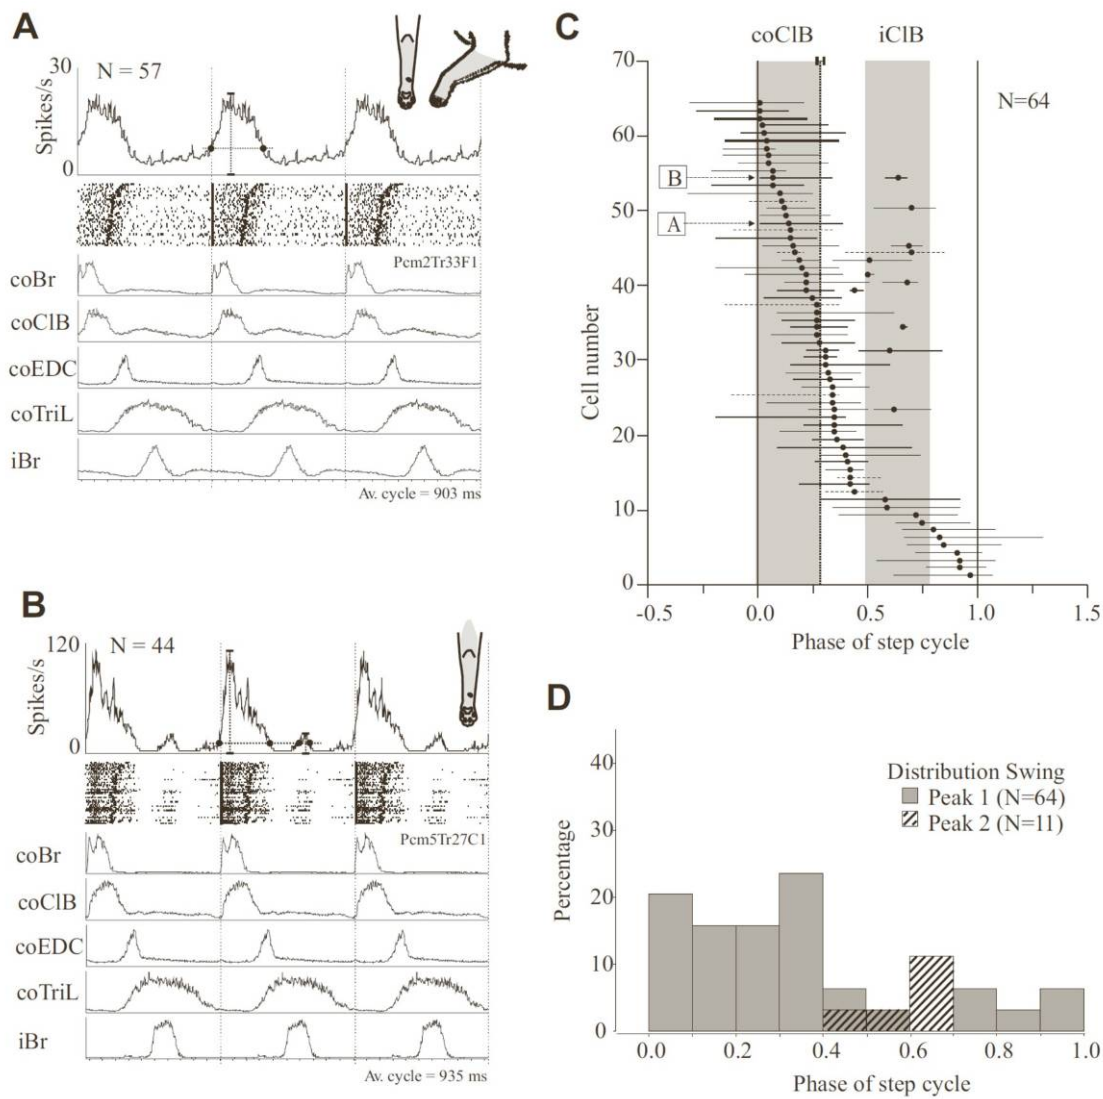 A
30
N = 57
Spikes/s
0
Pcm2Tr33F1
coBr
coClB
coEDC
coTriL
iBr
Av. cycle = 903 ms
B
120
N = 44
Spikes/s
0
Pcm5Tr27C1
coBr
coClB
coEDC
coTriL
iBr
Av. cycle = 935 ms
C
coClB iClB
70
N=64
60
B
50
A
40
Cell number
30
20
10
0
-0.5 0.0 0.5 1.0 1.5
Phase of step cycle
D
40
Distribution Swing
Peak 1 (N=64)
Peak 2 (N=11)
30
Percentage
20
10
0
0.0 0.2 0.4 0.6 0.8 1.0
Phase of step cycle